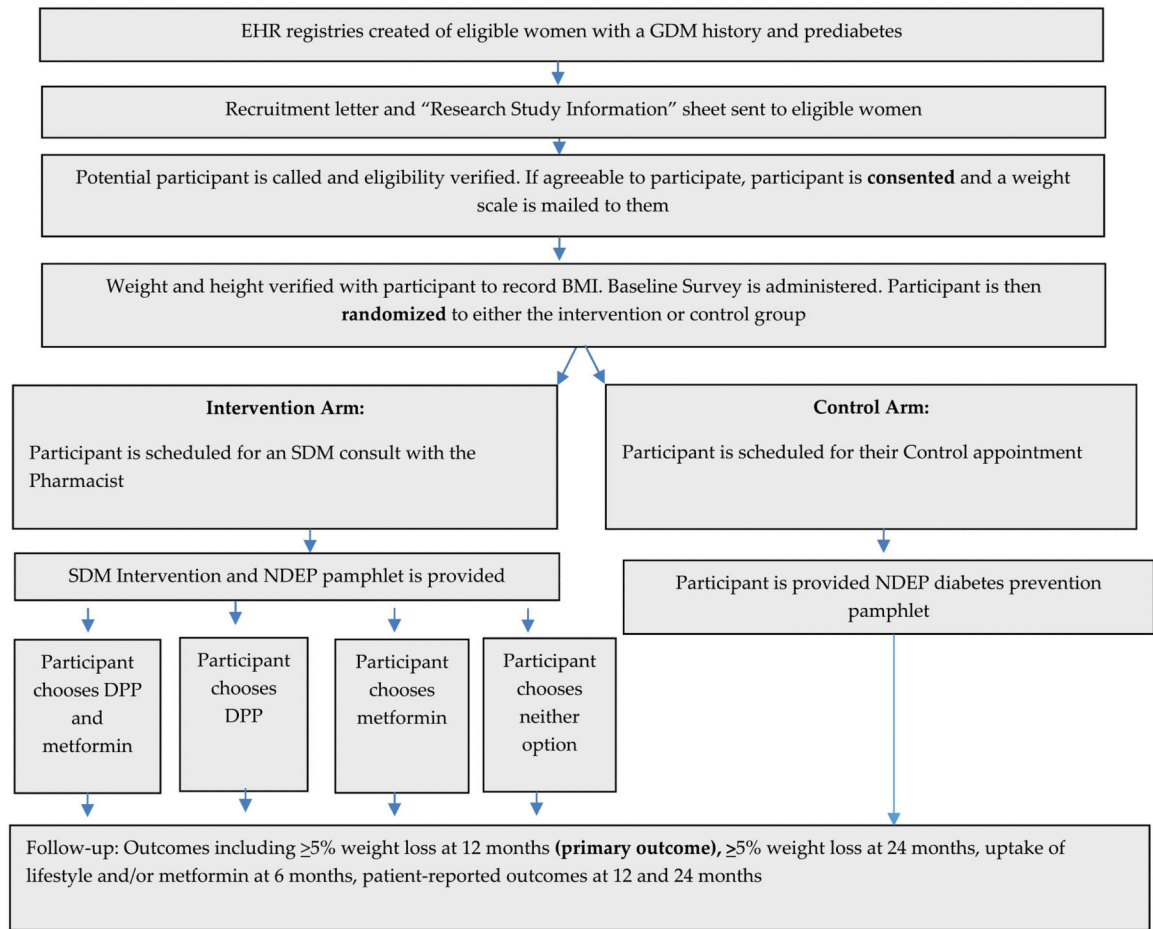 EHR registries created of eligible women with a GDM history and prediabetes
Recruitment letter and “Research Study Information” sheet sent to eligible women
Potential participant is called and eligibility verified. If agreeable to participate, participant is consented and a weight
scale is mailed to them
Weight and height verified with participant to record BMI. Baseline Survey is administered. Participant is then
randomized to either the intervention or control group
Intervention Arm:
Participant is scheduled for an SDM consult with the
Pharmacist
Control Arm:
Participant is scheduled for their Control appointment
SDM Intervention and NDEP pamphlet is provided
Participant is provided NDEP diabetes prevention
pamphlet
Participant
chooses DPP
and
metformin
Participant
chooses
DPP
Participant
chooses
metformin
Participant
chooses
neither
option
Follow-up: Outcomes including ≥5% weight loss at 12 months (primary outcome), ≥5% weight loss at 24 months, uptake of
lifestyle and/or metformin at 6 months, patient-reported outcomes at 12 and 24 months